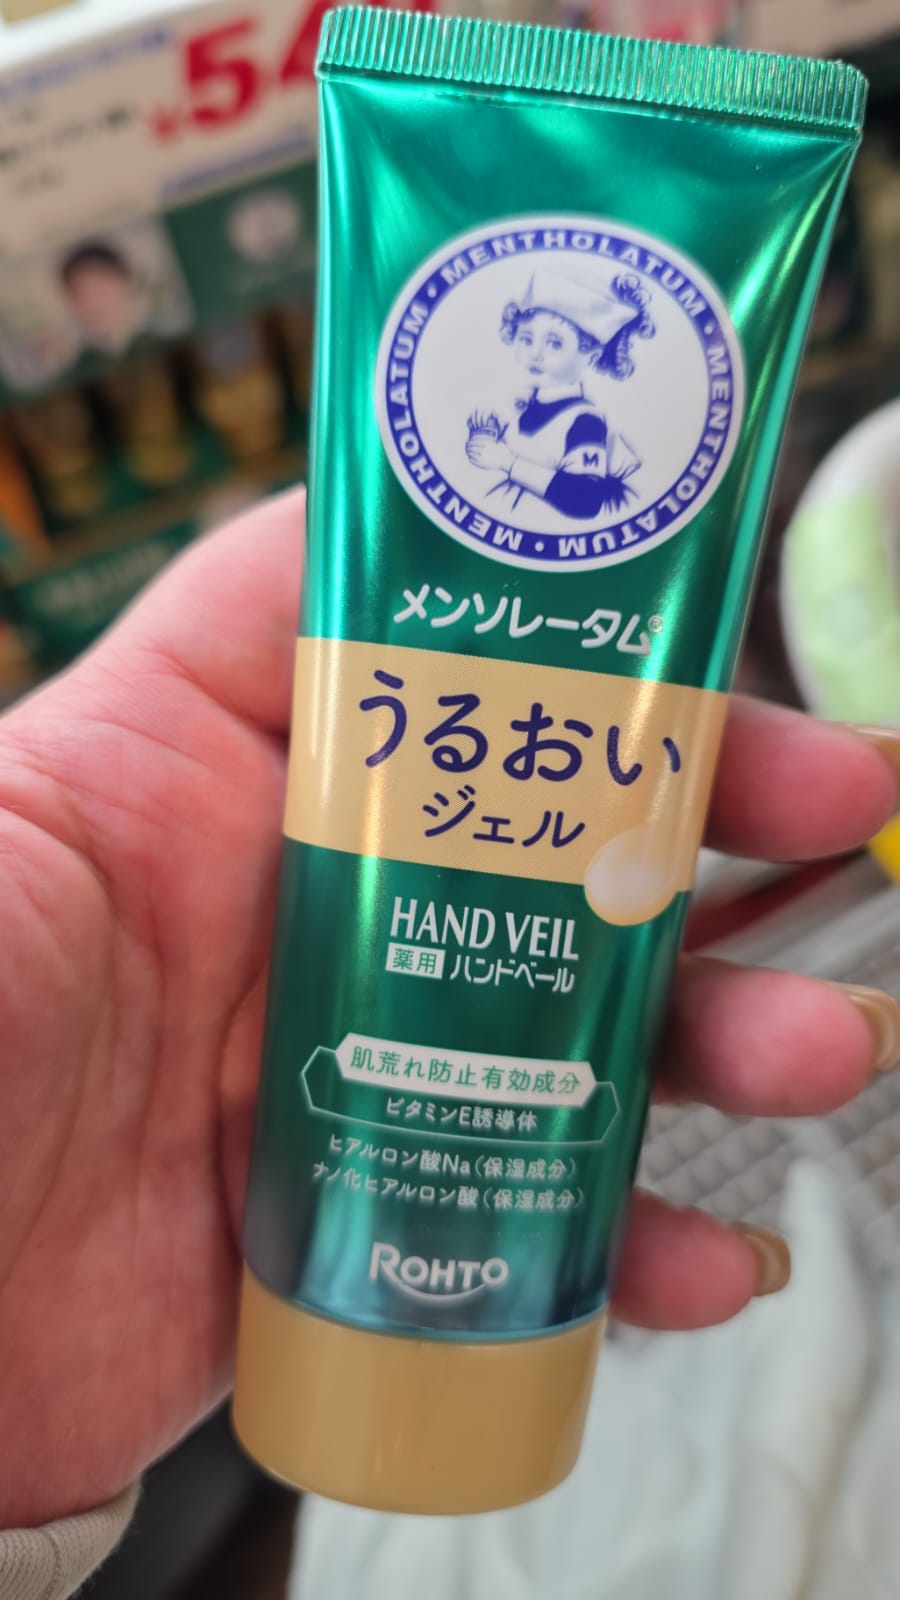 ¥54
MENTHOLATUM・MENTHOLATUM・MENTHOLATUM・MENTHOLATUM・
M
メンソレータム®
うるおい
ジェル
HAND VEIL
薬用 ハンドベール
肌荒れ防止有効成分
ビタミンE誘導体
ヒアルロン酸Na（保湿成分）
ナノ化ヒアルロン酸（保湿成分）
ROHTO